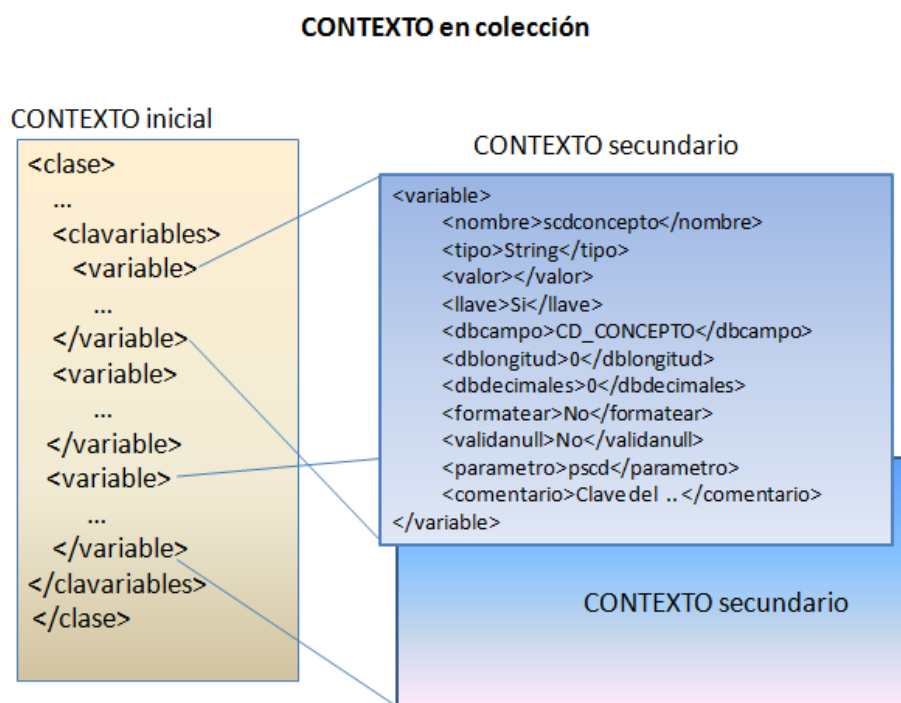 CONTEXTO en colección
CONTEXTO inicial
<clase>
...
<clavariables>
<variable>
...
</variable>
<variable>
...
</variable>
<variable>
...
</variable>
</clavariables>
</clase>
CONTEXTO secundario
<variable>
<nombre>scdconcepto</nombre>
<tipo>String</tipo>
<valor></valor>
<llave>Si</llave>
<dbcampo>CD_CONCEPTO</dbcampo>
<dblongitud>0</dblongitud>
<dbdecimales>0</dbdecimales>
<formatear>No</formatear>
<validanull>No</validanull>
<parametro>pscd</parametro>
<comentario>Clave del .. </comentario>
</variable>
CONTEXTO secundario